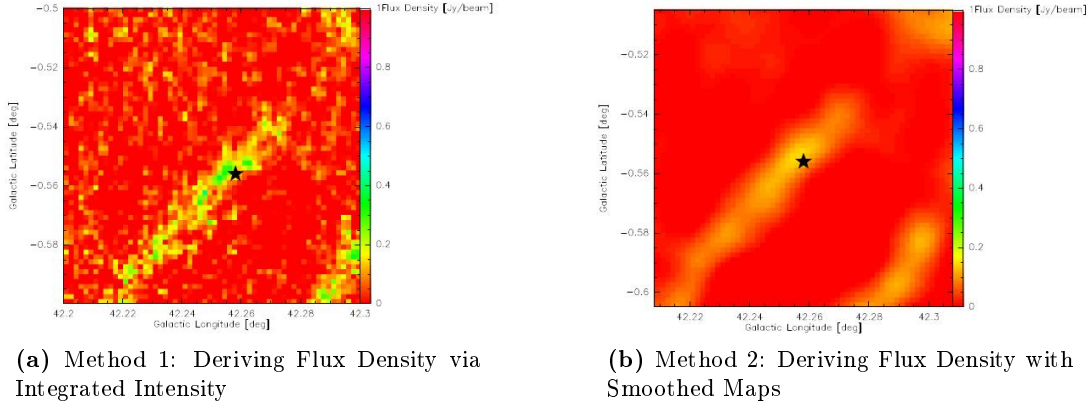 1Flux Density [Jy/beam]
-0.5
-0.52
-0.54
-0.56
-0.58
Galactic Latitude [deg]
1
0.8
0.6
0.4
0.2
0
42.2 42.22 42.24 42.26 42.28 42.3
Galactic Longitude [deg]
(a) Method 1: Deriving Flux Density via
Integrated Intensity
1Flux Density [Jy/beam]
-0.52
-0.54
-0.56
-0.58
-0.6
Galactic Latitude [deg]
0.8
0.6
0.4
0.2
0
42.22 42.24 42.26 42.28 42.3
Galactic Longitude [deg]
(b) Method 2: Deriving Flux Density with
Smoothed Maps